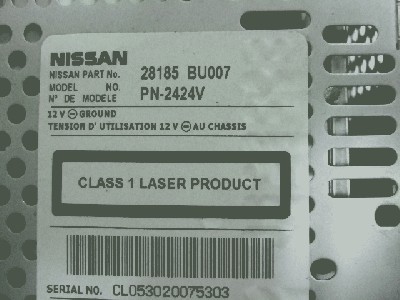 NISSAN
NISSAN PART No. 28185 BU007
MODEL NO.
N° DE MODÈLE PN-2424V
12 V ⊖ GROUND
TENSION D' UTILISATION 12 V ⊖ AU CHASSIS
CLASS 1 LASER PRODUCT
SERIAL NO. CL053020075303